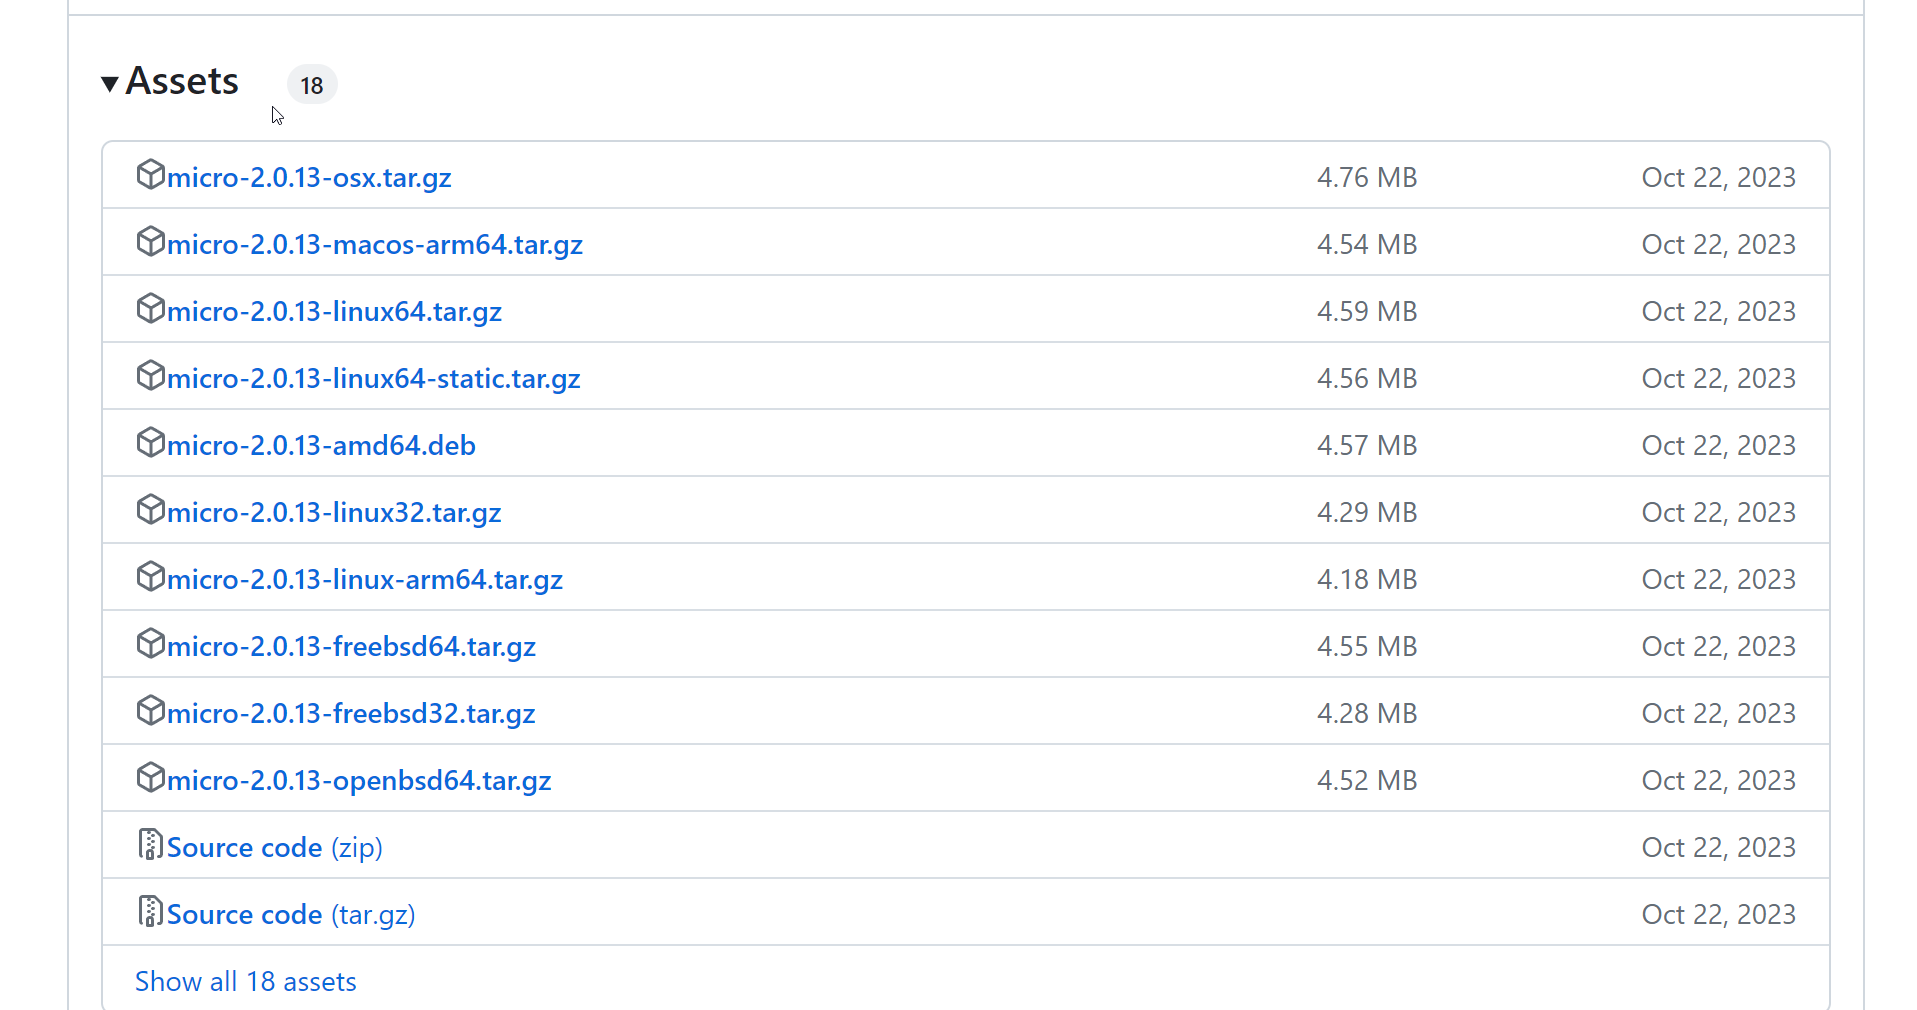 Assets 18
micro-2.0.13-osx.tar.gz 4.76 MB Oct 22, 2023
micro-2.0.13-macos-arm64.tar.gz 4.54 MB Oct 22, 2023
micro-2.0.13-linux64.tar.gz 4.59 MB Oct 22, 2023
micro-2.0.13-linux64-static.tar.gz 4.56 MB Oct 22, 2023
micro-2.0.13-amd64.deb 4.57 MB Oct 22, 2023
micro-2.0.13-linux32.tar.gz 4.29 MB Oct 22, 2023
micro-2.0.13-linux-arm64.tar.gz 4.18 MB Oct 22, 2023
micro-2.0.13-freebsd64.tar.gz 4.55 MB Oct 22, 2023
micro-2.0.13-freebsd32.tar.gz 4.28 MB Oct 22, 2023
micro-2.0.13-openbsd64.tar.gz 4.52 MB Oct 22, 2023
Source code (zip) Oct 22, 2023
Source code (tar.gz) Oct 22, 2023
Show all 18 assets